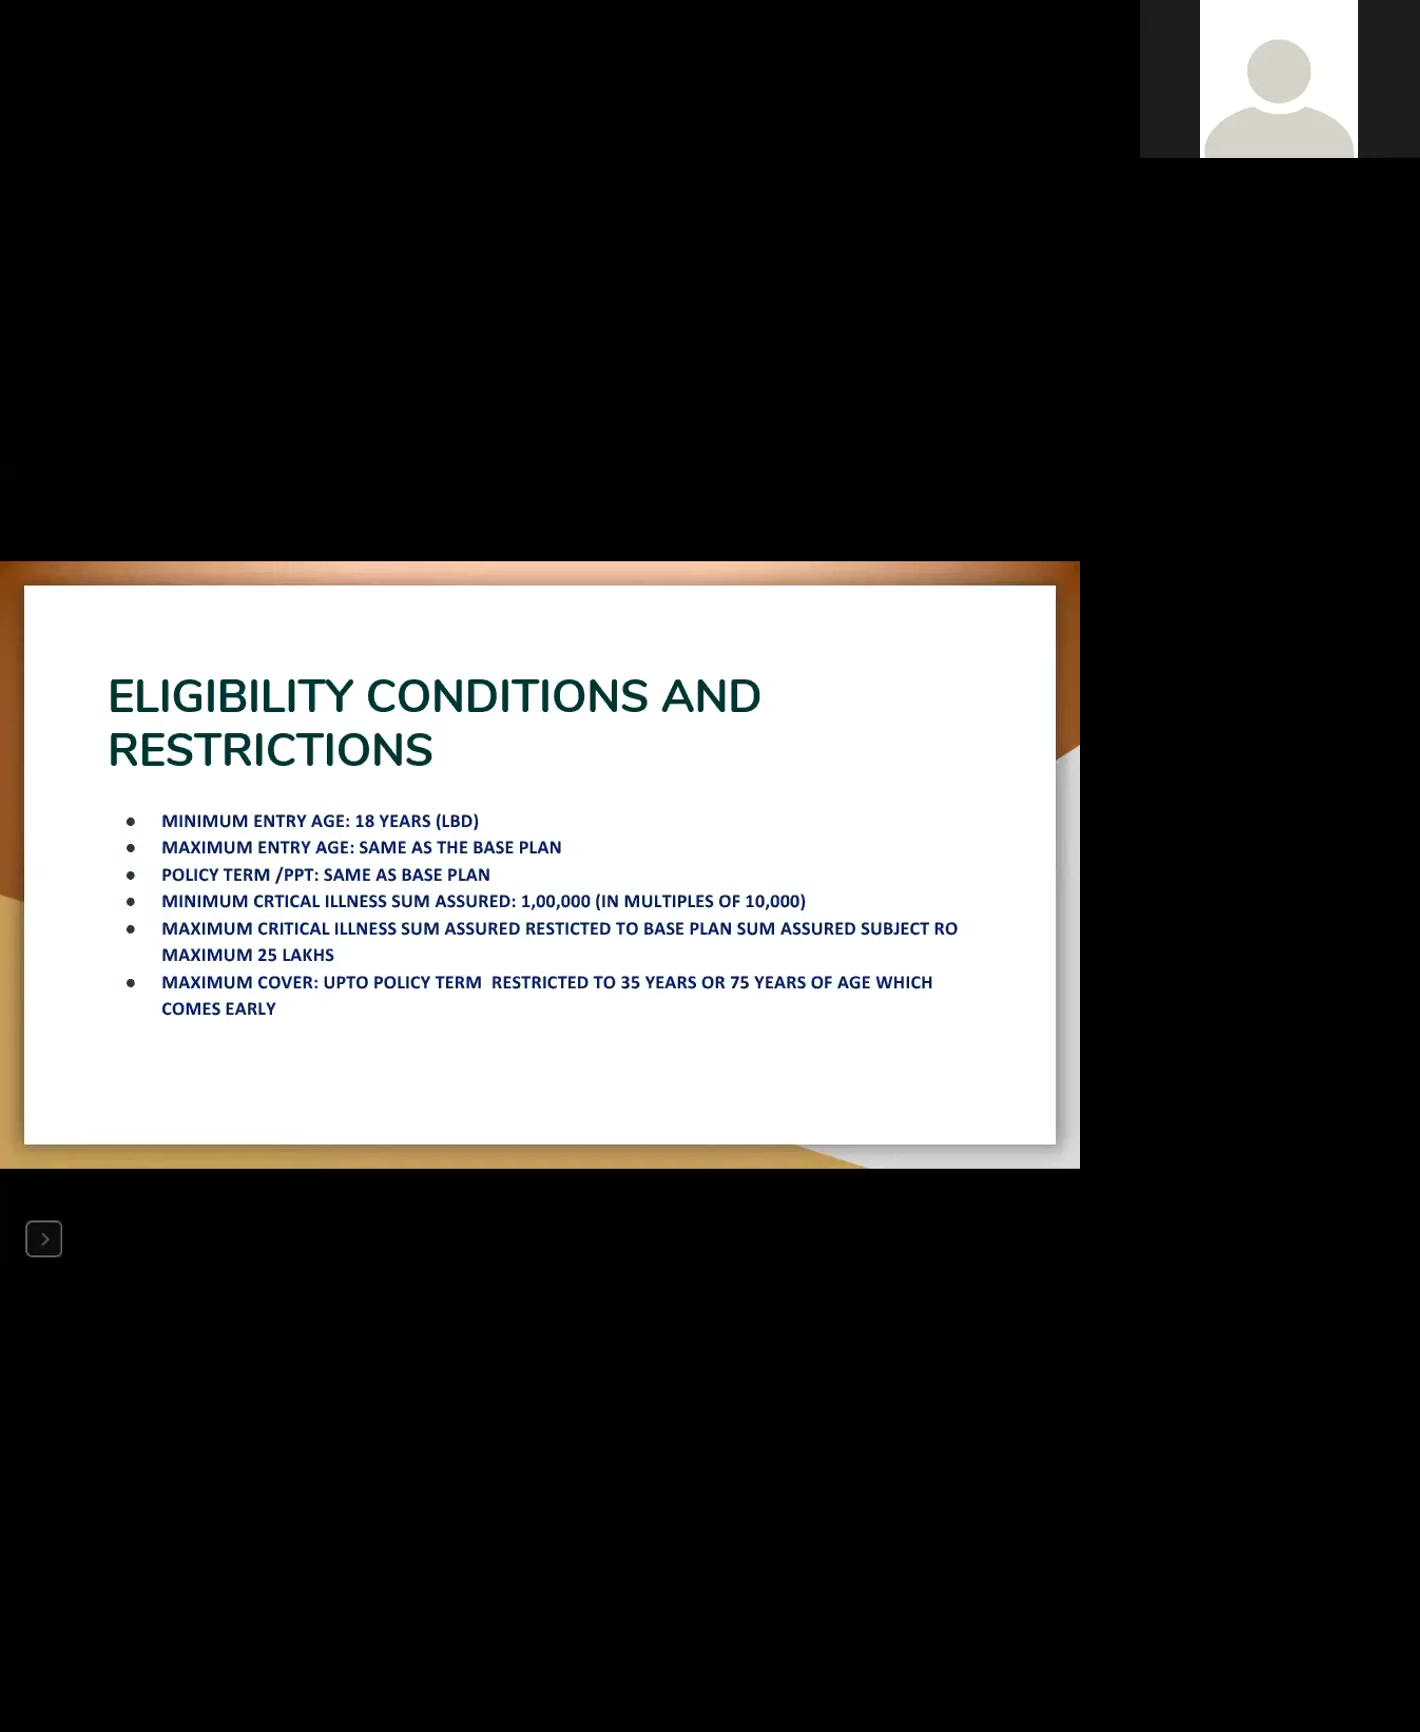 ELIGIBILITY CONDITIONS AND
RESTRICTIONS
● MINIMUM ENTRY AGE: 18 YEARS (LBD)
● MAXIMUM ENTRY AGE: SAME AS THE BASE PLAN
● POLICY TERM /PPT: SAME AS BASE PLAN
● MINIMUM CRTICAL ILLNESS SUM ASSURED: 1,00,000 (IN MULTIPLES OF 10,000)
● MAXIMUM CRITICAL ILLNESS SUM ASSURED RESTICTED TO BASE PLAN SUM ASSURED SUBJECT RO
MAXIMUM 25 LAKHS
● MAXIMUM COVER: UPTO POLICY TERM  RESTRICTED TO 35 YEARS OR 75 YEARS OF AGE WHICH
COMES EARLY